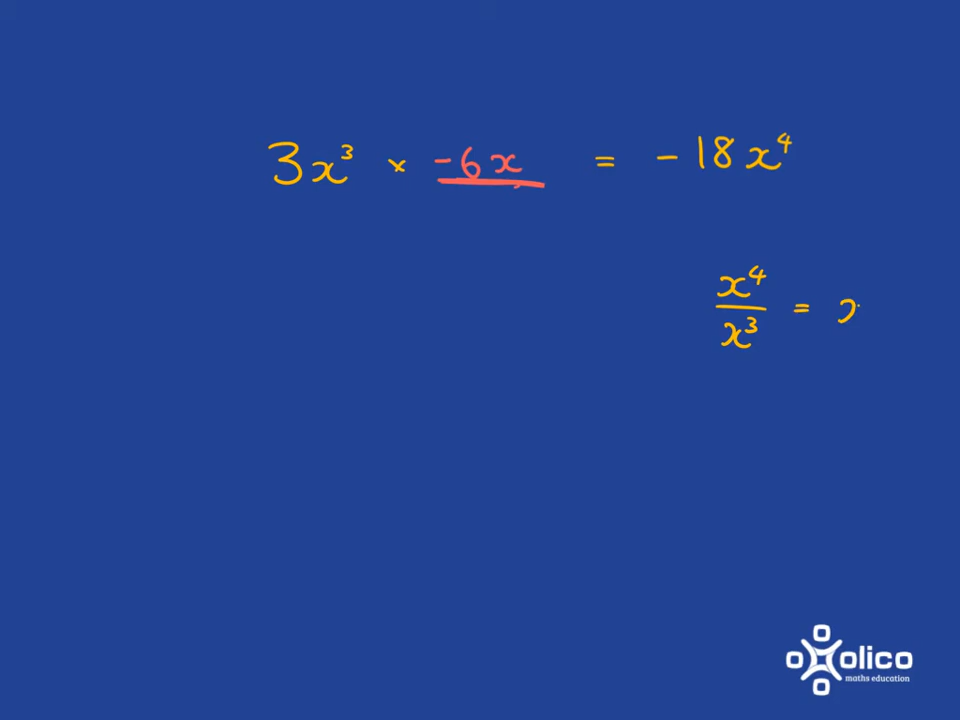 3x³ × -6x = -18x⁴
x⁴
x³ =
olico
maths education